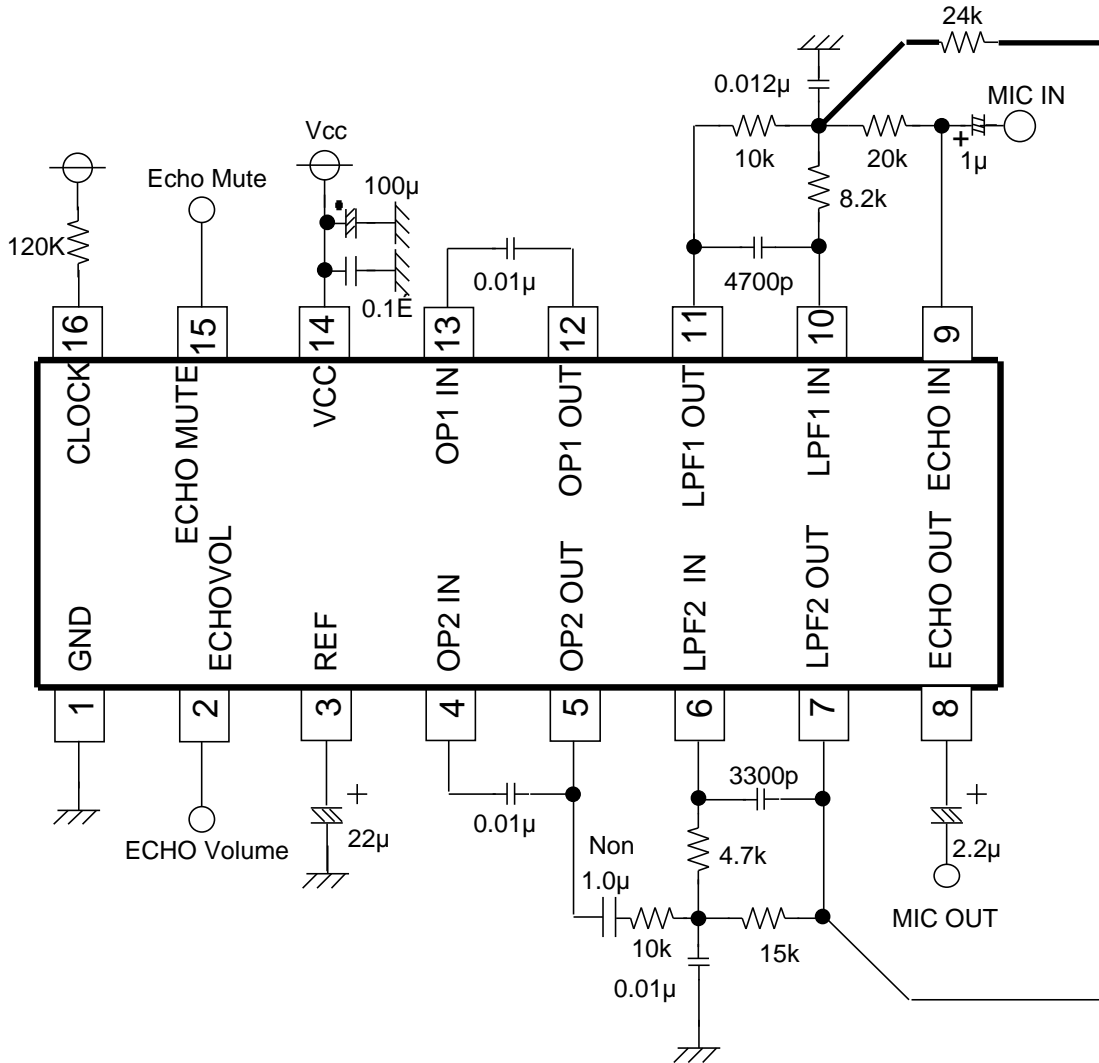 24k
0.012µ
MIC IN
Vcc
10k
20k
+
1µ
Echo Mute
100µ
8.2k
120K
0.01µ
4700p
0.1É
16
15
14
13
12
11
10
9
CLOCK
ECHO MUTE
VCC
OP1 IN
OP1 OUT
LPF1 OUT
LPF1 IN
ECHO IN
GND
ECHOVOL
REF
OP2 IN
OP2 OUT
LPF2 IN
LPF2 OUT
ECHO OUT
1
2
3
4
5
6
7
8
3300p
+
+
0.01µ
22µ
ECHO Volume
Non
4.7k
2.2µ
1.0µ
MIC OUT
10k
15k
0.01µ